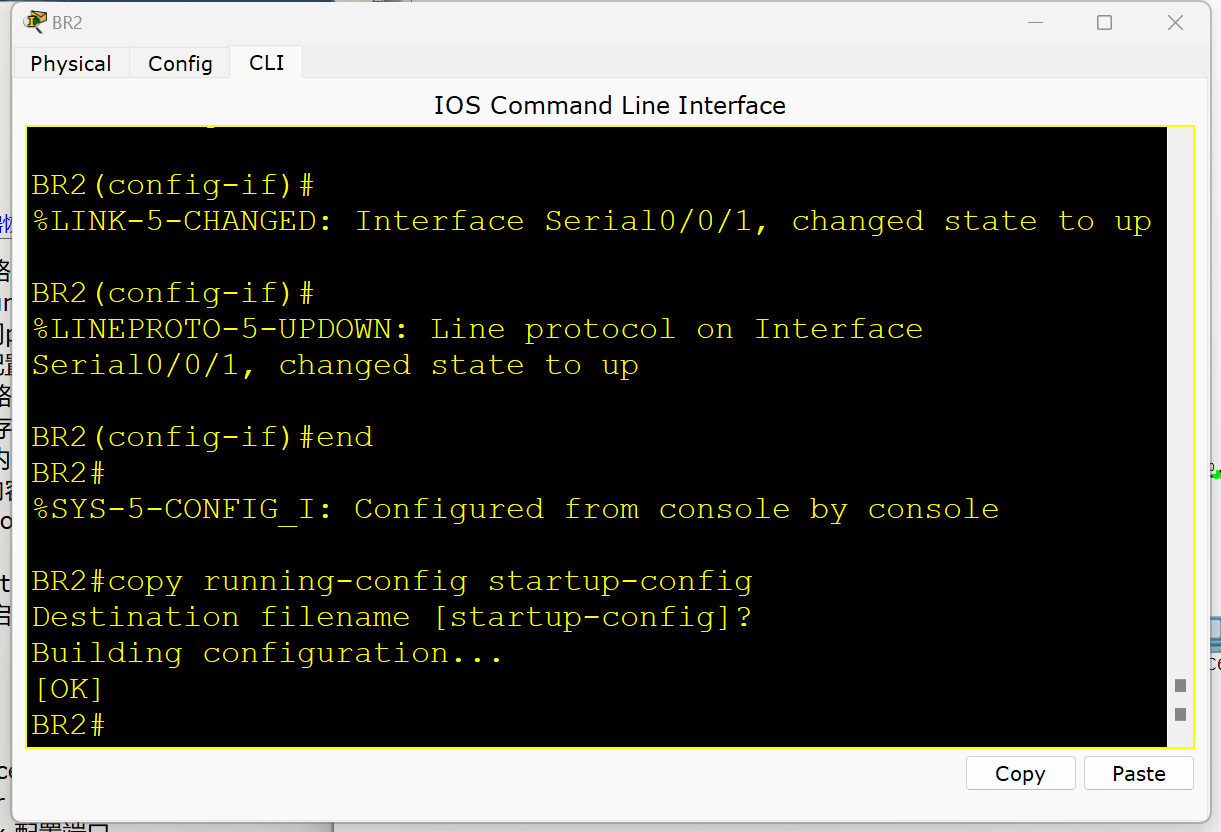 BR2
Physical
Config
CLI
IOS Command Line Interface
BR2(config-if)#
%LINK-5-CHANGED: Interface Serial0/0/1, changed state to up
BR2(config-if)#
%LINEPROTO-5-UPDOWN: Line protocol on Interface
Serial0/0/1, changed state to up
BR2(config-if)#end
BR2#
%SYS-5-CONFIG_I: Configured from console by console
BR2#copy running-config startup-config
Destination filename [startup-config]?
Building configuration...
[OK]
BR2#
Copy
Paste